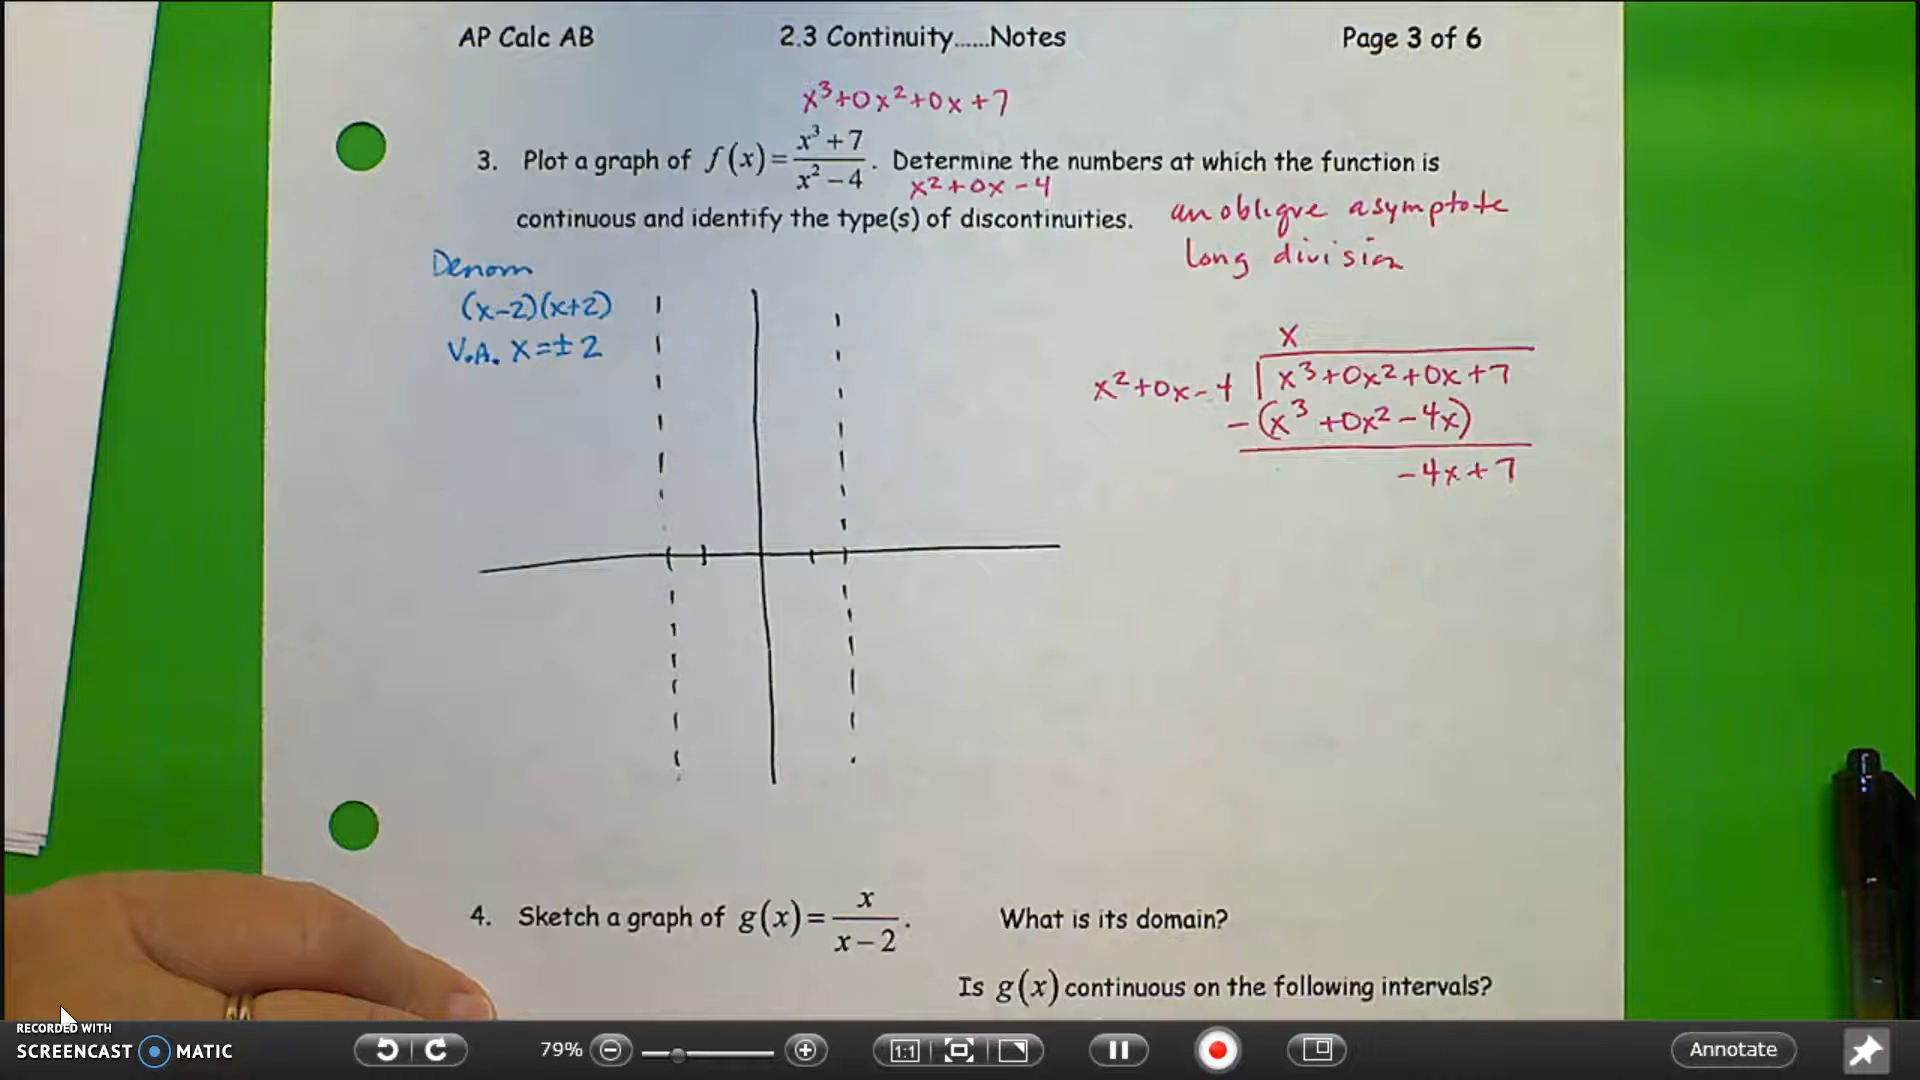 AP Calc AB 2.3 Continuity......Notes Page 3 of 6
x³+0x²+0x+7
3. Plot a graph of f(x) = (x³+7)/(x²−4). Determine the numbers at which the function is
x²+0x−4
continuous and identify the type(s) of discontinuities.
an oblique asymptote
long division
Denom
(x−2)(x+2)
V.A. x=±2
x
x²+0x−4 | x³+0x²+0x+7
−(x³+0x²−4x)
−4x+7
4. Sketch a graph of g(x) = x/(x−2). What is its domain?
Is g(x) continuous on the following intervals?
RECORDED WITH
SCREENCAST MATIC
79%
1:1
Annotate